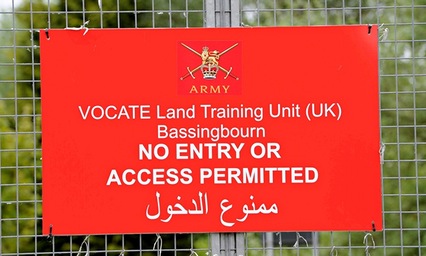 ARMY
VOCATE Land Training Unit (UK)
Bassingbourn
NO ENTRY OR
ACCESS PERMITTED
ممنوع الدخول